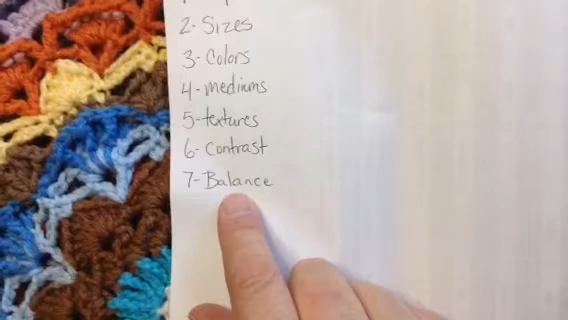 2- Sizes
3- Colors
4- mediums
5- textures
6- Contrast
7- Balance